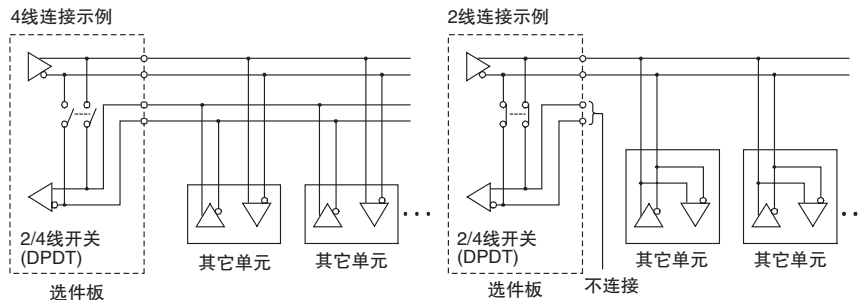 4线连接示例
2/4线开关
(DPDT)
选件板
其它单元
其它单元
2线连接示例
2/4线开关
(DPDT)
选件板
不连接
其它单元
其它单元